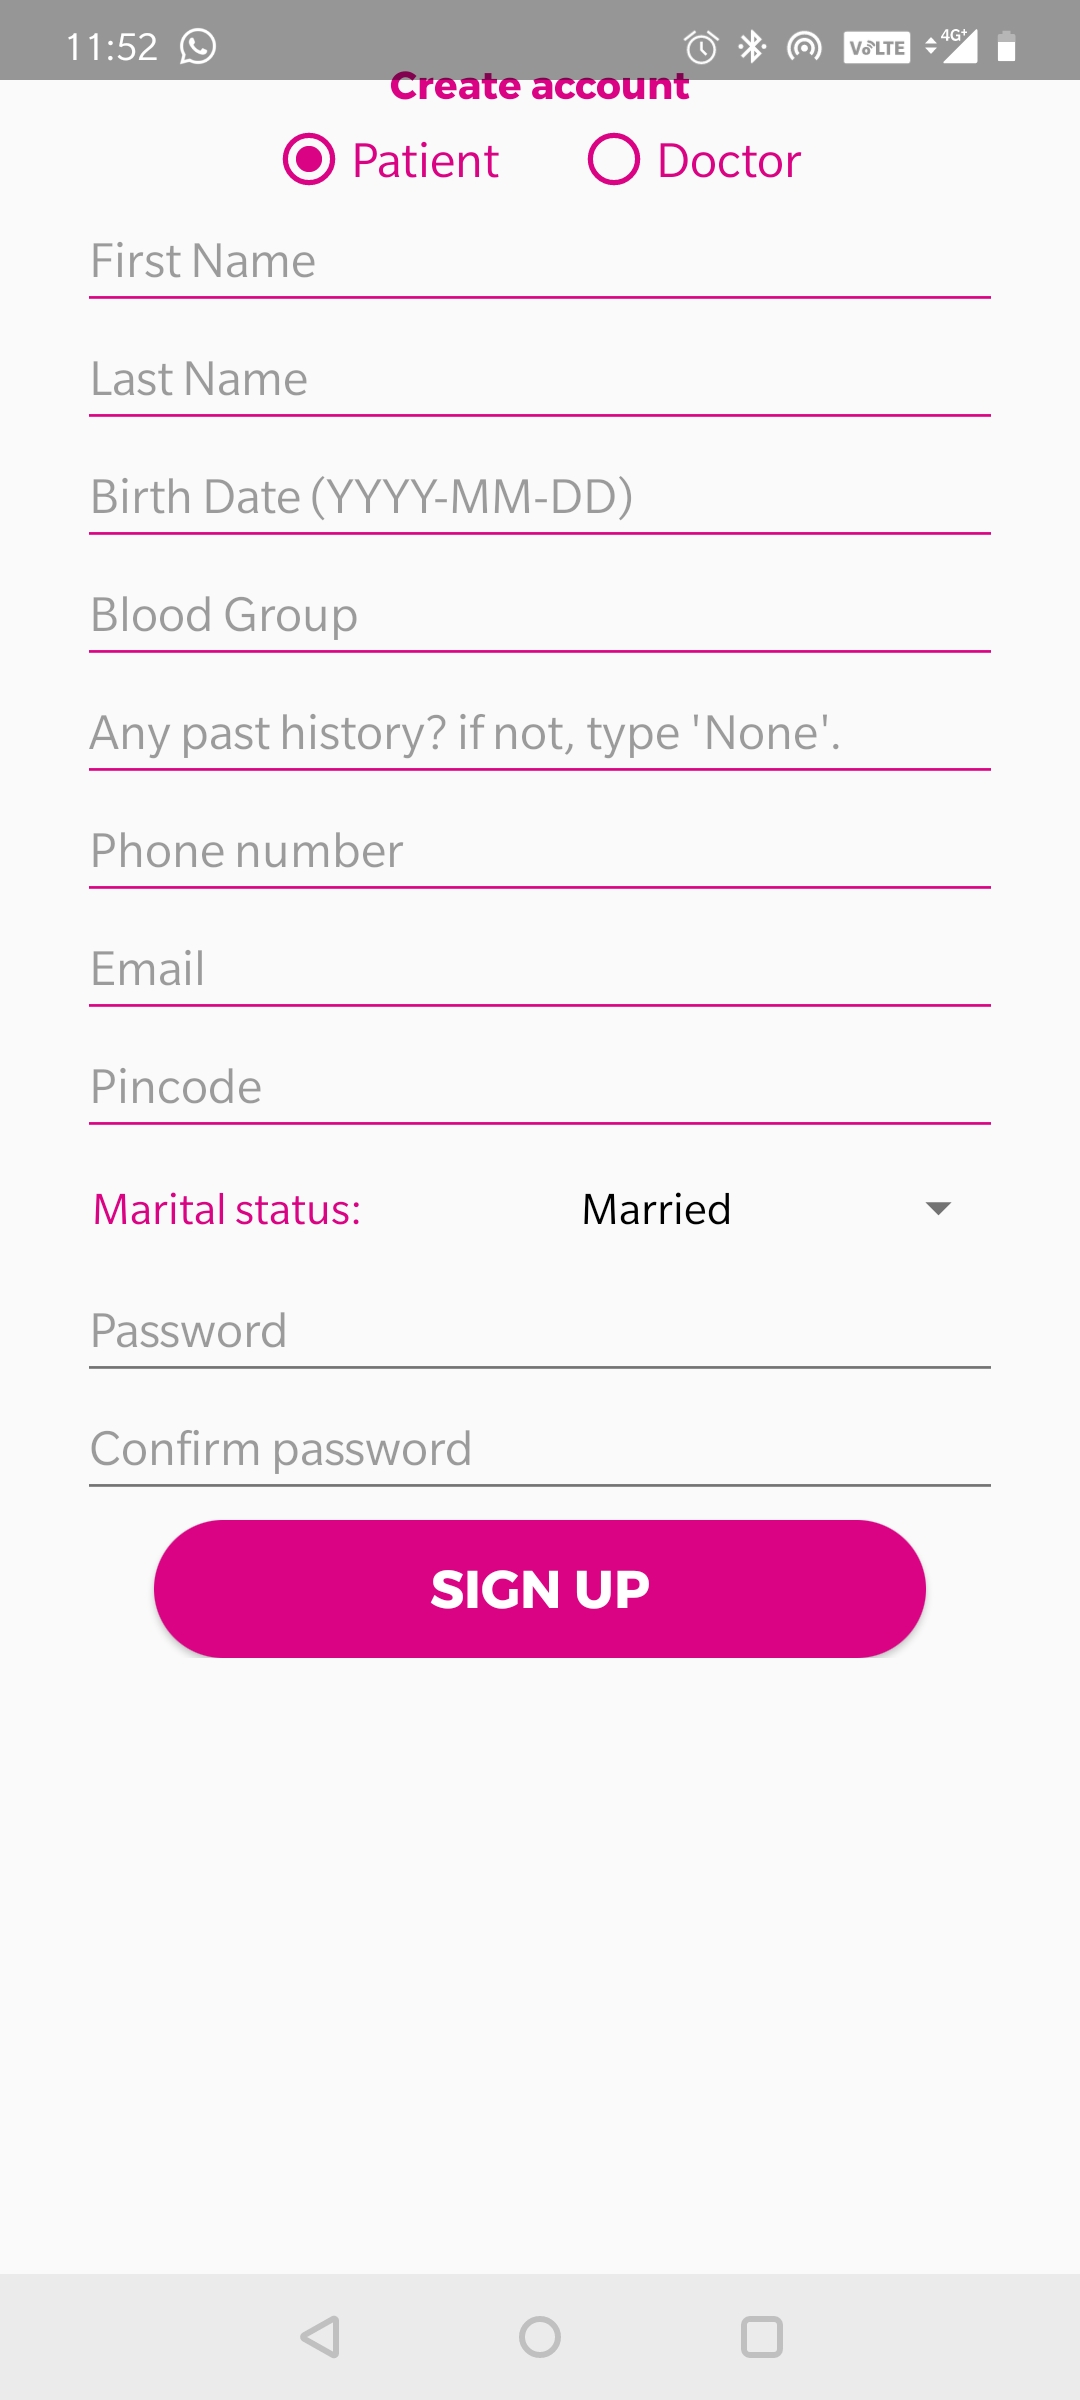 11:52
VoLTE 4G+
Create account
Patient Doctor
First Name
Last Name
Birth Date (YYYY-MM-DD)
Blood Group
Any past history? if not, type 'None'.
Phone number
Email
Pincode
Marital status: Married
Password
Confirm password
SIGN UP